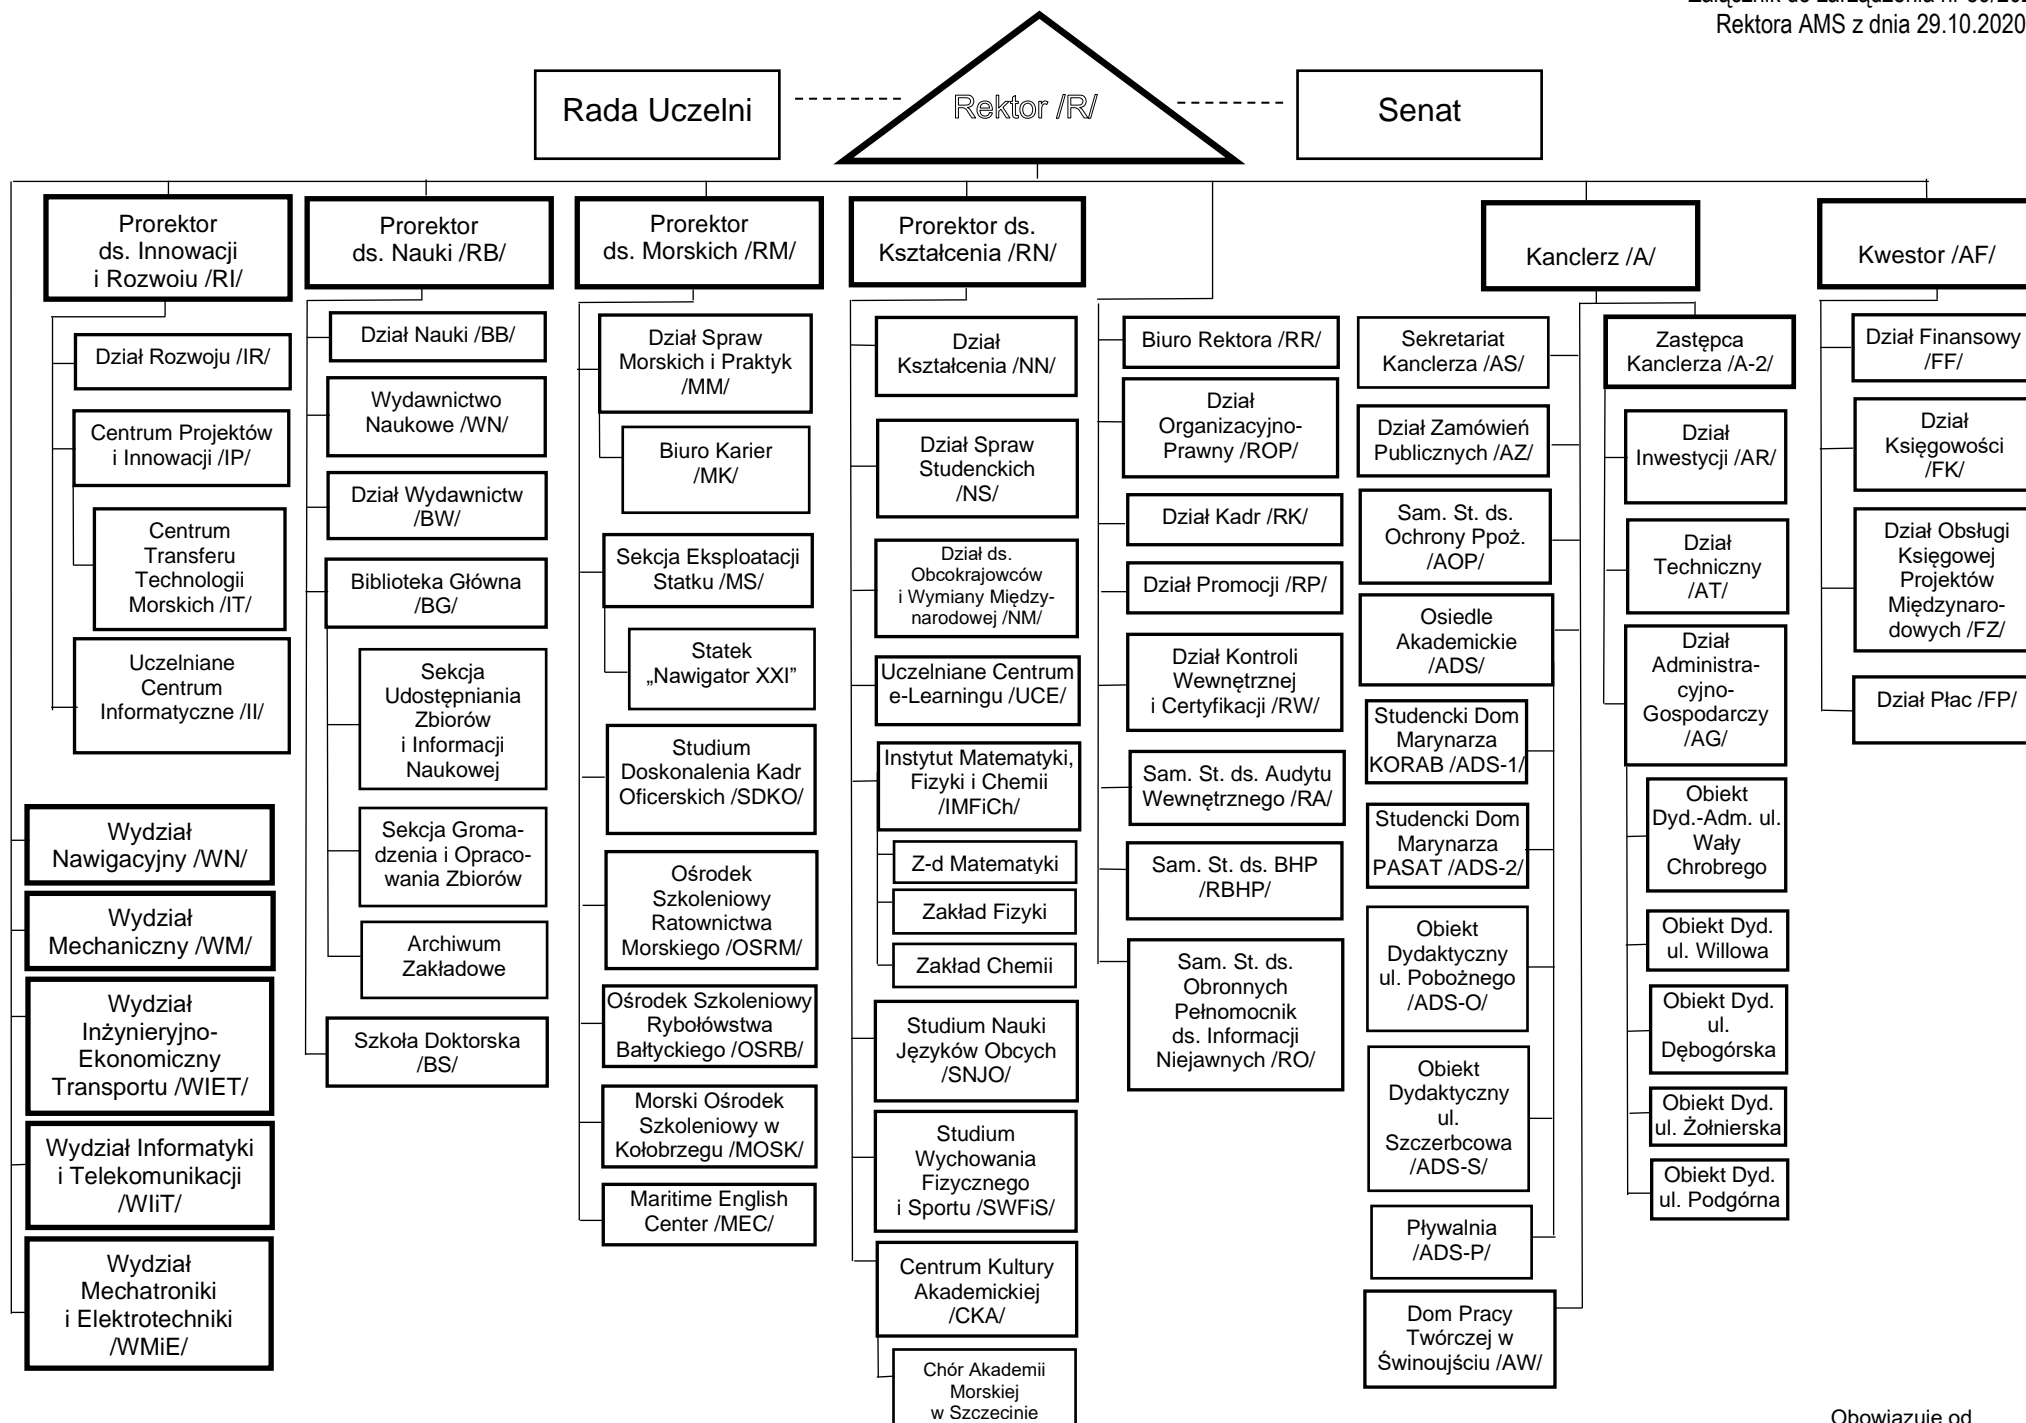 Rektora AMS z dnia 29.10.2020
Rada Uczelni
Rektor /R/
Senat
Prorektor
ds. Innowacji
i Rozwoiu /RI/
Prorektor
ds. Nauki /RB/
Prorektor
ds. Morskich /RM/
Prorektor ds.
Kształcenia /RN/
Kanclerz /A/
Kwestor /AF/
Dział Rozwoju /IR/
Centrum Projektów
i Innowacji /IP/
Centrum
Transferu
Technologii
Morskich /IT/
Uczelniane
Centrum
Informatyczne /II/
Wydział
Nawigacyjny /WN/
Wydział
Mechaniczny /WM/
Wydział
Inżynieryjno-
Ekonomiczny
Transportu /WIET/
Wydział Informatyki
i Telekomunikacji
/WIiT/
Wydział
Mechatroniki
i Elektrotechniki
/WMiE/
Dział Nauki /BB/
Wydawnictwo
Naukowe /WN/
Dział Wydawnictw
/BW/
Biblioteka Główna
/BG/
Sekcja
Udostępniania
Zbiorów
i Informacji
Naukowej
Sekcja Groma-
dzenia i Opraco-
wania Zbiorów
Archiwum
Zakładowe
Szkoła Doktorska
/BS/
Dział Spraw
Morskich i Praktyk
/MM/
Biuro Karier
/MK/
Sekcja Eksploatacji
Statku /MS/
Statek
„Nawigator XXI”
Studium
Doskonalenia Kadr
Oficerskich /SDKO/
Ośrodek
Szkoleniowy
Ratownictwa
Morskiego /OSRM/
Ośrodek Szkoleniowy
Rybołówstwa
Bałtyckiego /OSRB/
Morski Ośrodek
Szkoleniowy w
Kołobrzegu /MOSK/
Maritime English
Center /MEC/
Dział
Kształcenia /NN/
Dział Spraw
Studenckich
/NS/
Dział ds.
Obcokrajowców
i Wymiany Między-
narodowej /NM/
Uczelniane Centrum
e-Learningu /UCE/
Instytut Matematyki,
Fizyki i Chemii
/IMFiCh/
Z-d Matematyki
Zakład Fizyki
Zakład Chemii
Studium Nauki
Języków Obcych
/SNJO/
Studium
Wychowania
Fizycznego
i Sportu /SWFiS/
Centrum Kultury
Akademickiej
/CKA/
Chór Akademii
Morskiej
w Szczecinie
Biuro Rektora /RR/
Dział
Organizacyjno-
Prawny /ROP/
Dział Kadr /RK/
Dział Promocji /RP/
Dział Kontroli
Wewnętrznej
i Certyfikacji /RW/
Sam. St. ds. Audytu
Wewnętrznego /RA/
Sam. St. ds. BHP
/RBHP/
Sam. St. ds.
Obronnych
Pełnomocnik
ds. Informacji
Niejawnych /RO/
Sekretariat
Kanclerza /AS/
Dział Zamówień
Publicznych /AZ/
Sam. St. ds.
Ochrony Ppoż.
/AOP/
Osiedle
Akademickie
/ADS/
Studencki Dom
Marynarza
KORAB /ADS-1/
Studencki Dom
Marynarza
PASAT /ADS-2/
Obiekt
Dydaktyczny
ul. Pobożnego
/ADS-O/
Obiekt
Dydaktyczny
ul.
Szczerbcowa
/ADS-S/
Pływalnia
/ADS-P/
Dom Pracy
Twórczej w
Świnoujściu /AW/
Zastępca
Kanclerza /A-2/
Dział
Inwestycji /AR/
Dział
Techniczny
/AT/
Dział
Administra-
cyjno-
Gospodarczy
/AG/
Obiekt
Dyd.-Adm. ul.
Wały
Chrobrego
Obiekt Dyd.
ul. Willowa
Obiekt Dyd.
ul.
Dębogórska
Obiekt Dyd.
ul. Żołnierska
Obiekt Dyd.
ul. Podgórna
Dział Finansowy
/FF/
Dział
Księgowości
/FK/
Dział Obsługi
Księgowej
Projektów
Międzynaro-
dowych /FZ/
Dział Płac /FP/
Obowiązuje od